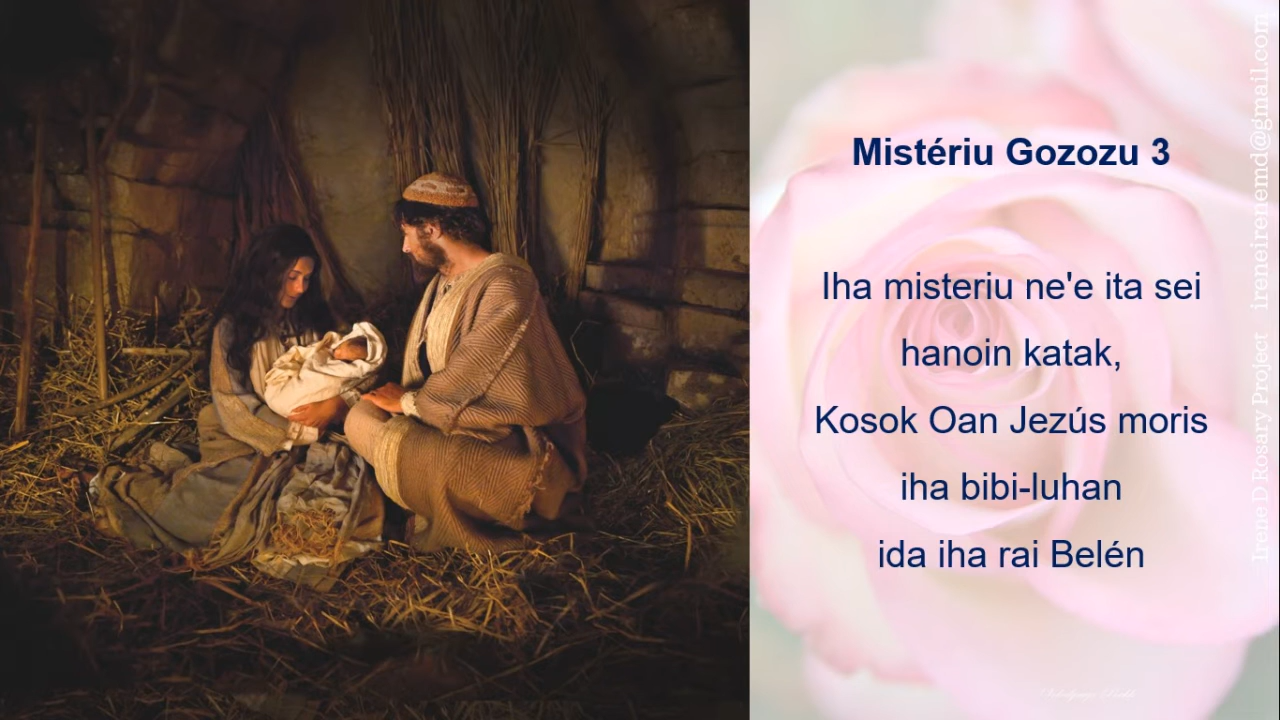 Mistériu Gozozu 3
Iha misteriu ne'e ita sei
hanoin katak,
Kosok Oan Jezús moris
iha bibi-luhan
ida iha rai Belén
Irene D Rosary Project ireneirenemd@gmail.com